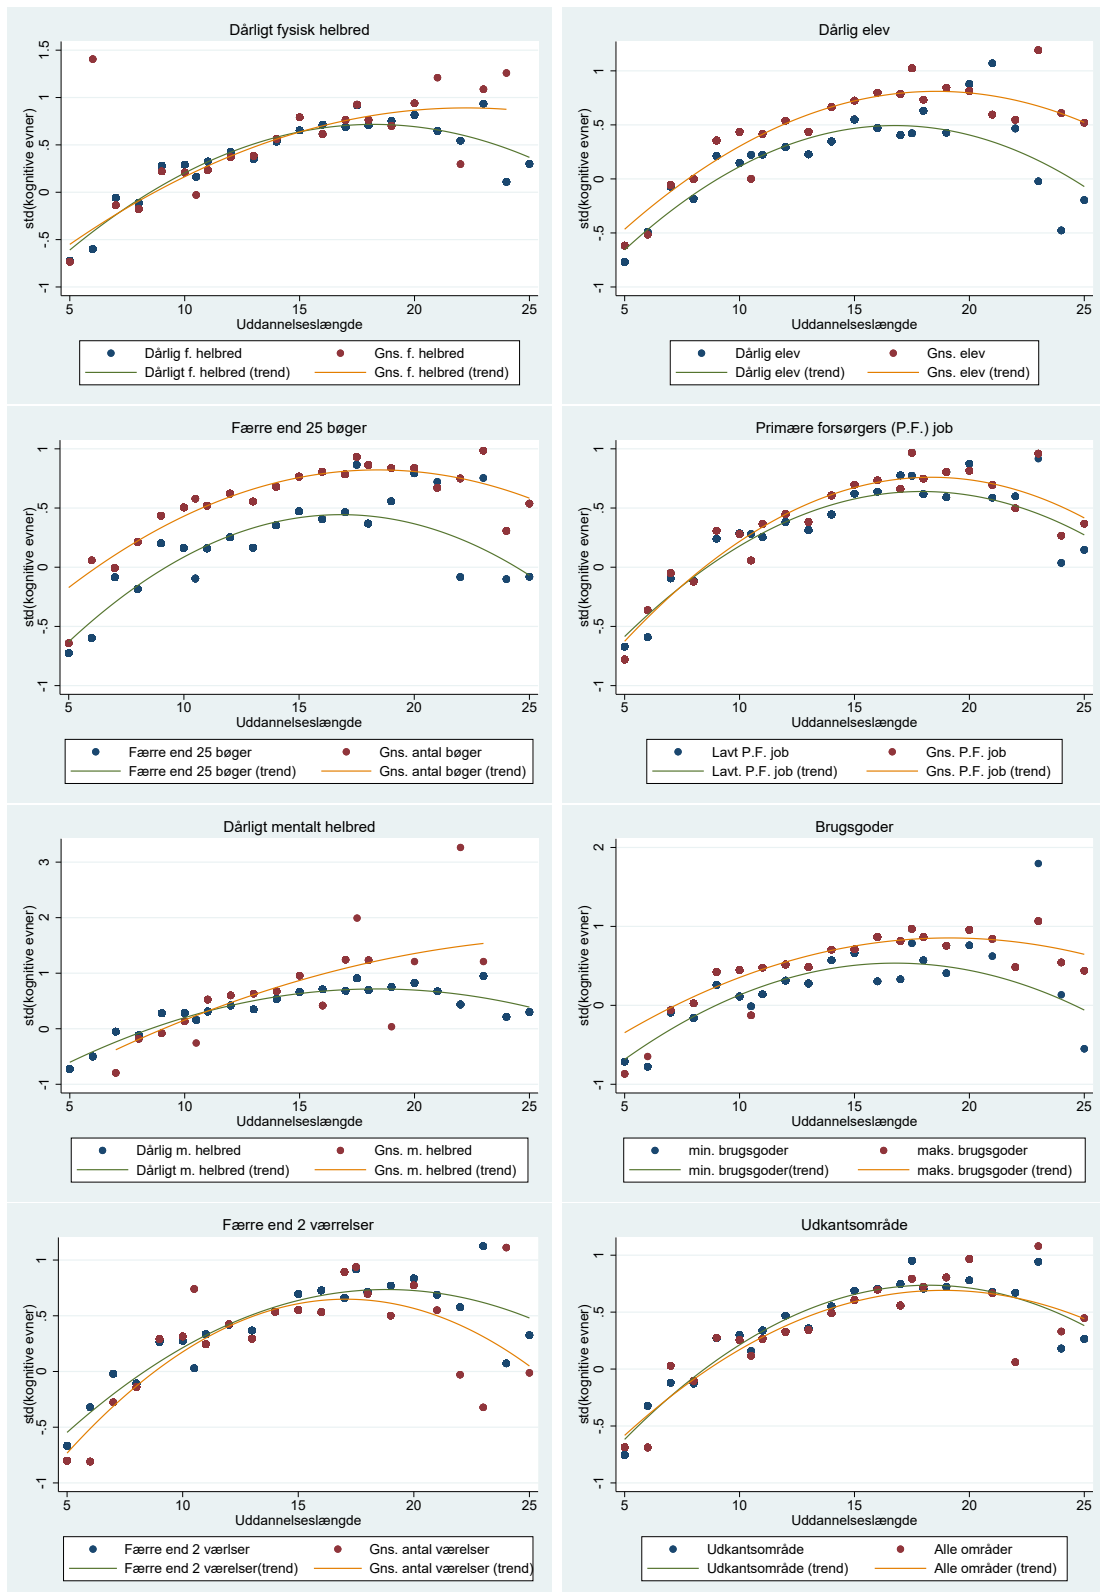 Dårligt fysisk helbred
std(kognitive evner)
-1 -.5 0 .5 1 1.5
5 10 15 20 25
Uddannelseslængde
Dårlig f. helbred Gns. f. helbred
Dårligt f. helbred (trend) Gns. f. helbred (trend)
Dårlig elev
std(kognitive evner)
-1 -.5 0 .5 1
5 10 15 20 25
Uddannelseslængde
Dårlig elev Gns. elev
Dårlig elev (trend) Gns. elev (trend)
Færre end 25 bøger
std(kognitive evner)
-1 -.5 0 .5 1
5 10 15 20 25
Uddannelseslængde
Færre end 25 bøger Gns. antal bøger
Færre end 25 bøger (trend) Gns. antal bøger (trend)
Primære forsørgers (P.F.) job
std(kognitive evner)
-1 -.5 0 .5 1
5 10 15 20 25
Uddannelseslængde
Lavt P.F. job Gns. P.F. job
Lavt. P.F. job (trend) Gns. P.F. job (trend)
Dårligt mentalt helbred
std(kognitive evner)
-1 0 1 2 3
5 10 15 20 25
Uddannelseslængde
Dårlig m. helbred Gns. m. helbred
Dårligt m. helbred (trend) Gns. m. helbred (trend)
Brugsgoder
std(kognitive evner)
-1 0 1 2
5 10 15 20 25
Uddannelseslængde
min. brugsgoder maks. brugsgoder
min. brugsgoder(trend) maks. brugsgoder (trend)
Færre end 2 værrelser
std(kognitive evner)
-1 -.5 0 .5 1
5 10 15 20 25
Uddannelseslængde
Færre end 2 værlser Gns. antal værelser
Færre end 2 værelser(trend) Gns. antal værelser (trend)
Udkantsområde
std(kognitive evner)
-1 -.5 0 .5 1
5 10 15 20 25
Uddannelseslængde
Udkantsområde Alle områder
Udkantsområde (trend) Alle områder (trend)